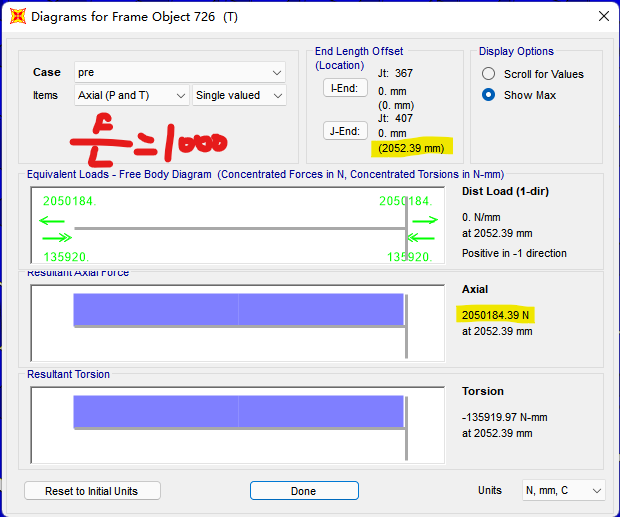 Diagrams for Frame Object 726 (T)
Case
pre
Items
Axial (P and T)
Single valued
F/L=1000
End Length Offset
(Location)
I-End:
Jt: 367
0. mm
(0. mm)
J-End:
Jt: 407
0. mm
(2052.39 mm)
Display Options
Scroll for Values
Show Max
Equivalent Loads - Free Body Diagram (Concentrated Forces in N, Concentrated Torsions in N-mm)
2050184. 2050184.
135920. 135920.
Dist Load (1-dir)
0. N/mm
at 2052.39 mm
Positive in -1 direction
Resultant Axial Force
Axial
2050184.39 N
at 2052.39 mm
Resultant Torsion
Torsion
-135919.97 N-mm
at 2052.39 mm
Reset to Initial Units
Done
Units
N, mm, C